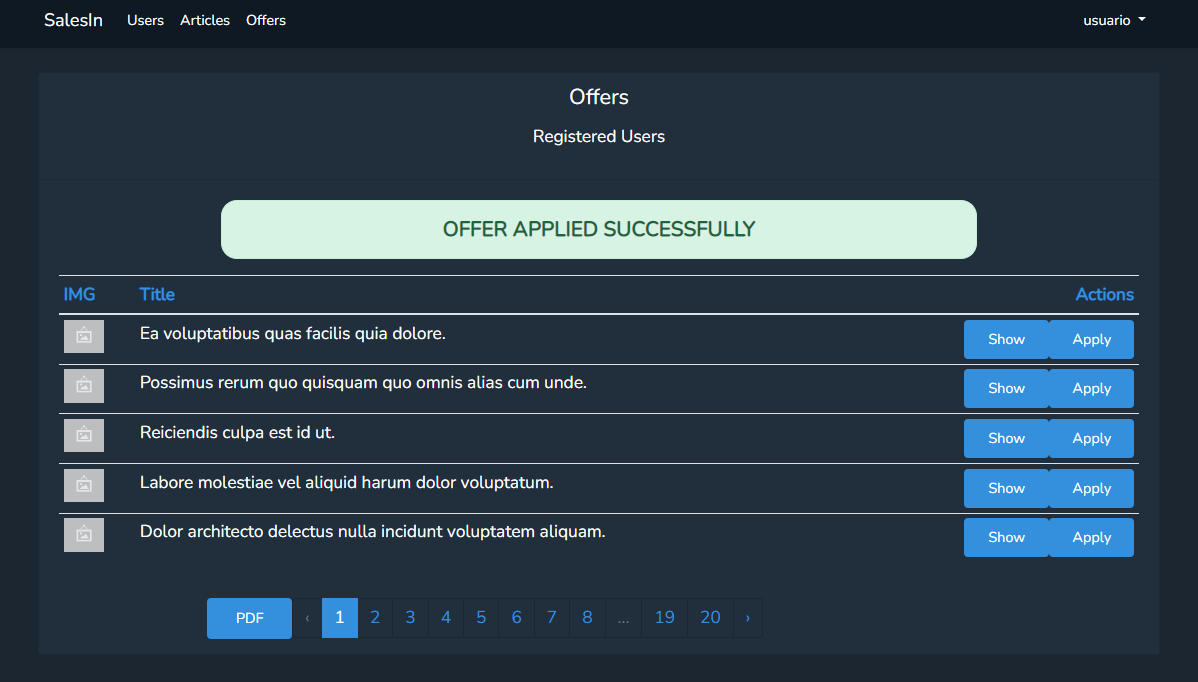 SalesIn Users Articles Offers usuario
Offers
Registered Users
OFFER APPLIED SUCCESSFULLY
IMG Title Actions
Ea voluptatibus quas facilis quia dolore. Show Apply
Possimus rerum quo quisquam quo omnis alias cum unde. Show Apply
Reiciendis culpa est id ut. Show Apply
Labore molestiae vel aliquid harum dolor voluptatum. Show Apply
Dolor architecto delectus nulla incidunt voluptatem aliquam. Show Apply
PDF ‹ 1 2 3 4 5 6 7 8 ... 19 20 ›